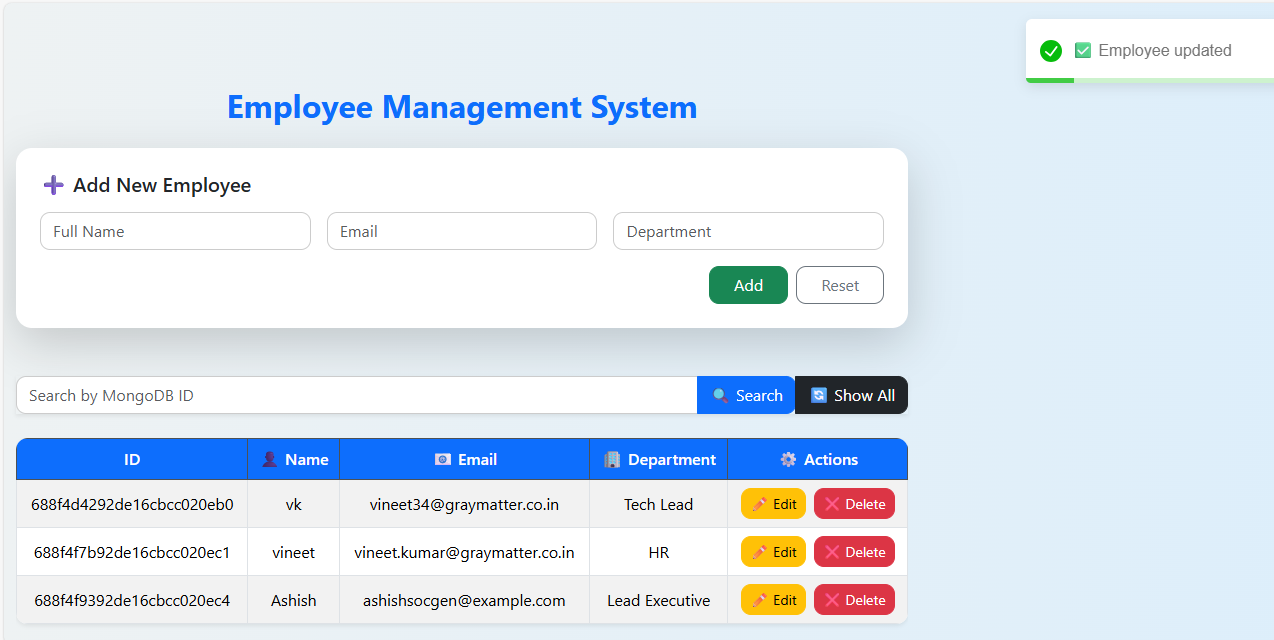 ✅ Employee updated
Employee Management System
➕ Add New Employee
Full Name Email Department
Add Reset
Search by MongoDB ID 🔍 Search 🔄 Show All
ID 👤 Name 📧 Email 🏢 Department ⚙️ Actions
688f4d4292de16cbcc020eb0 vk vineet34@graymatter.co.in Tech Lead ✏️ Edit ❌ Delete
688f4f7b92de16cbcc020ec1 vineet vineet.kumar@graymatter.co.in HR ✏️ Edit ❌ Delete
688f4f9392de16cbcc020ec4 Ashish ashishsocgen@example.com Lead Executive ✏️ Edit ❌ Delete